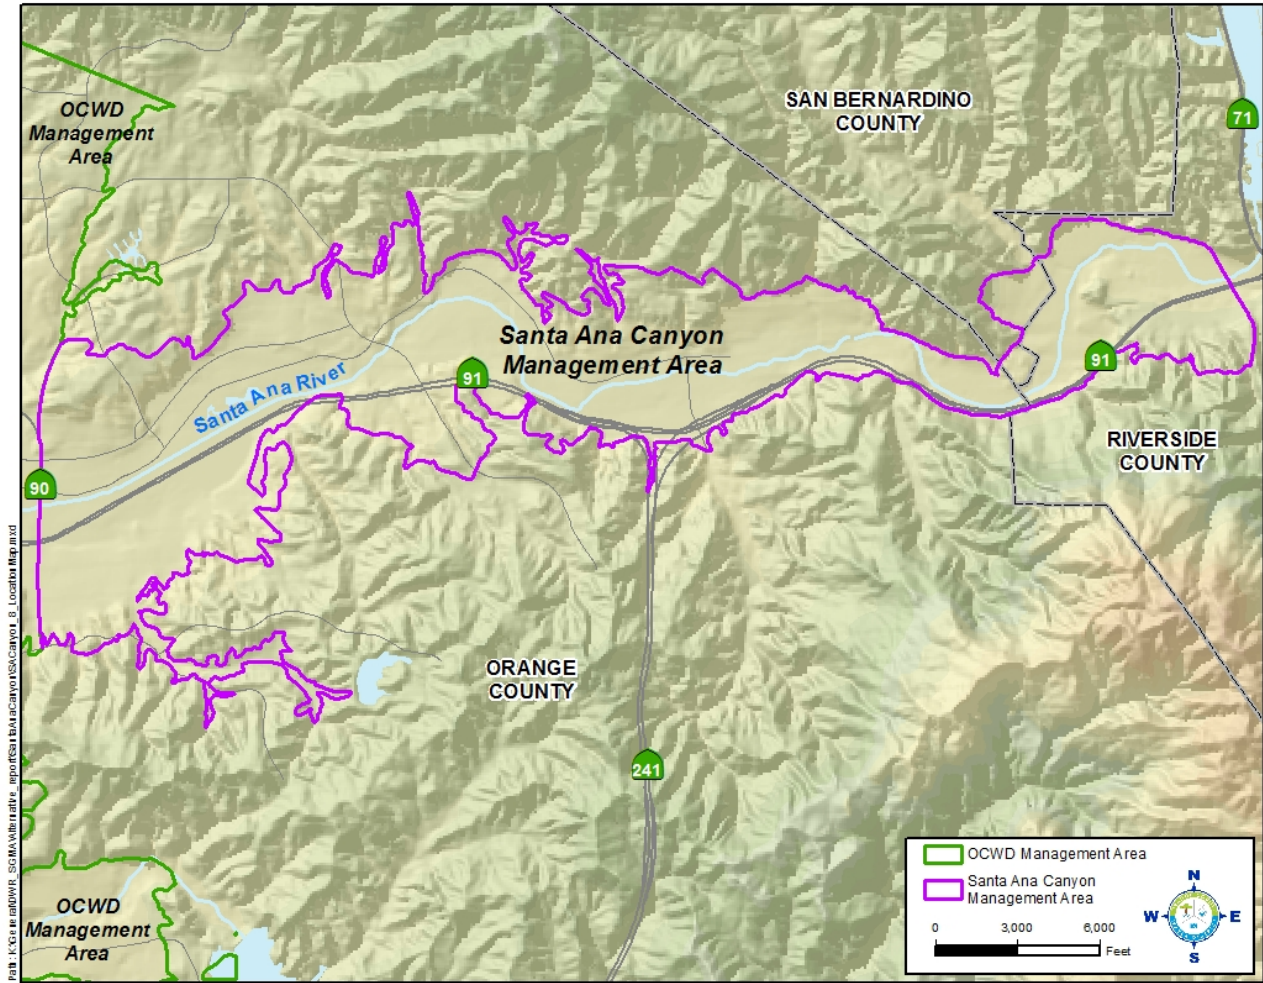 OCWD
Management
Area
SAN BERNARDINO
COUNTY
71
Santa Ana Canyon
Management Area
Santa Ana River
91
91
90
RIVERSIDE
COUNTY
ORANGE
COUNTY
241
OCWD
Management
Area
OCWD Management Area
Santa Ana Canyon
Management Area
0 3,000 6,000
Feet
N
W E
S